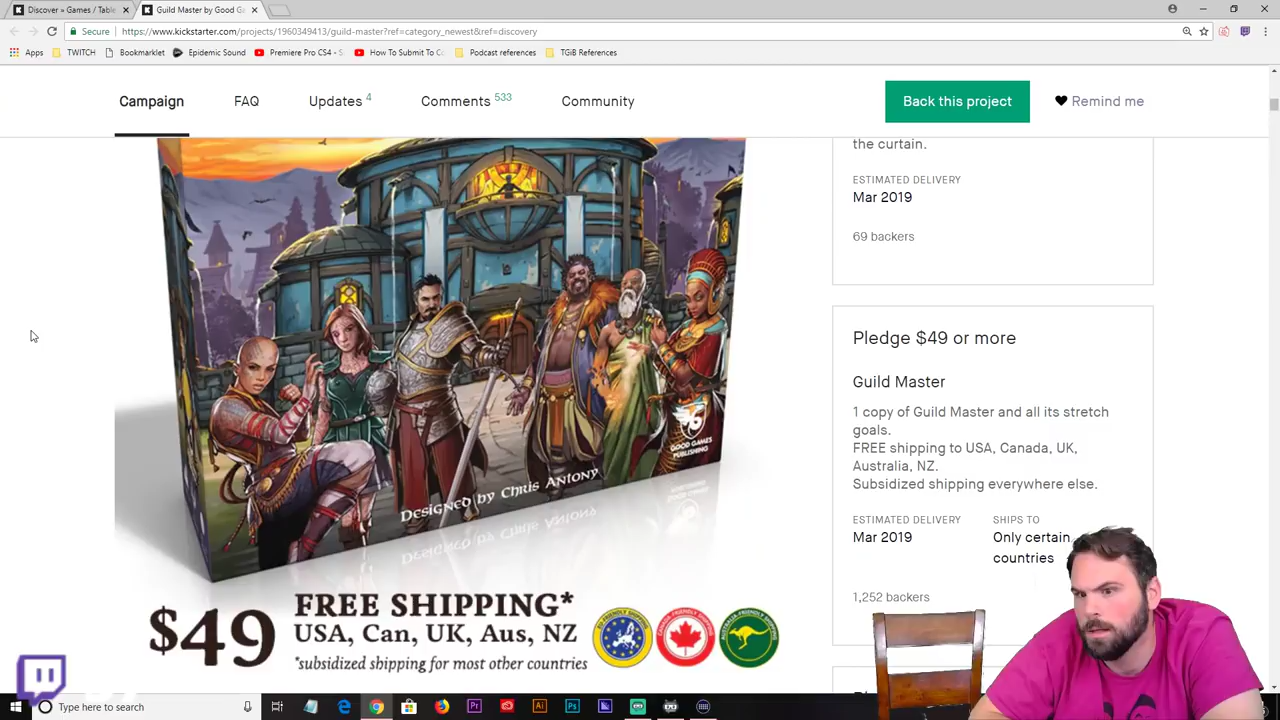 Discover » Games / Table
Guild Master by Good Ga
Secure
https://www.kickstarter.com/projects/1960349413/guild-master?ref=category_newest&ref=discovery
Apps
TWITCH
Bookmarklet
Epidemic Sound
Premiere Pro CS4 - S
How To Submit To Co
Podcast references
TGiB References
Campaign
FAQ
Updates 4
Comments 533
Community
Back this project
Remind me
the curtain.
ESTIMATED DELIVERY
Mar 2019
69 backers
Pledge $49 or more
Guild Master
1 copy of Guild Master and all its stretch
goals.
FREE shipping to USA, Canada, UK,
Australia, NZ.
Subsidized shipping everywhere else.
ESTIMATED DELIVERY
SHIPS TO
Mar 2019
Only certain
countries
1,252 backers
GOOD GAMES
PUBLISHING
Designed by Chris Antony
$49
FREE SHIPPING*
USA, Can, UK, Aus, NZ
*subsidized shipping for most other countries
Type here to search